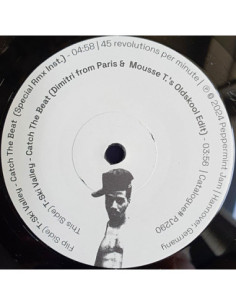 This Side) T-Ski Valley - Catch The Beat (Dimitri from Paris & Mousse T.'s Oldskool Edit) - 03:56 | Catalogue# PJ290
Flip Side) T-Ski Valley - Catch The Beat (Special Rmx Inst.) - 04:58 | 45 revolutions per minute | ℗ © 2024 Peppermint Jam | Hannover, Germany